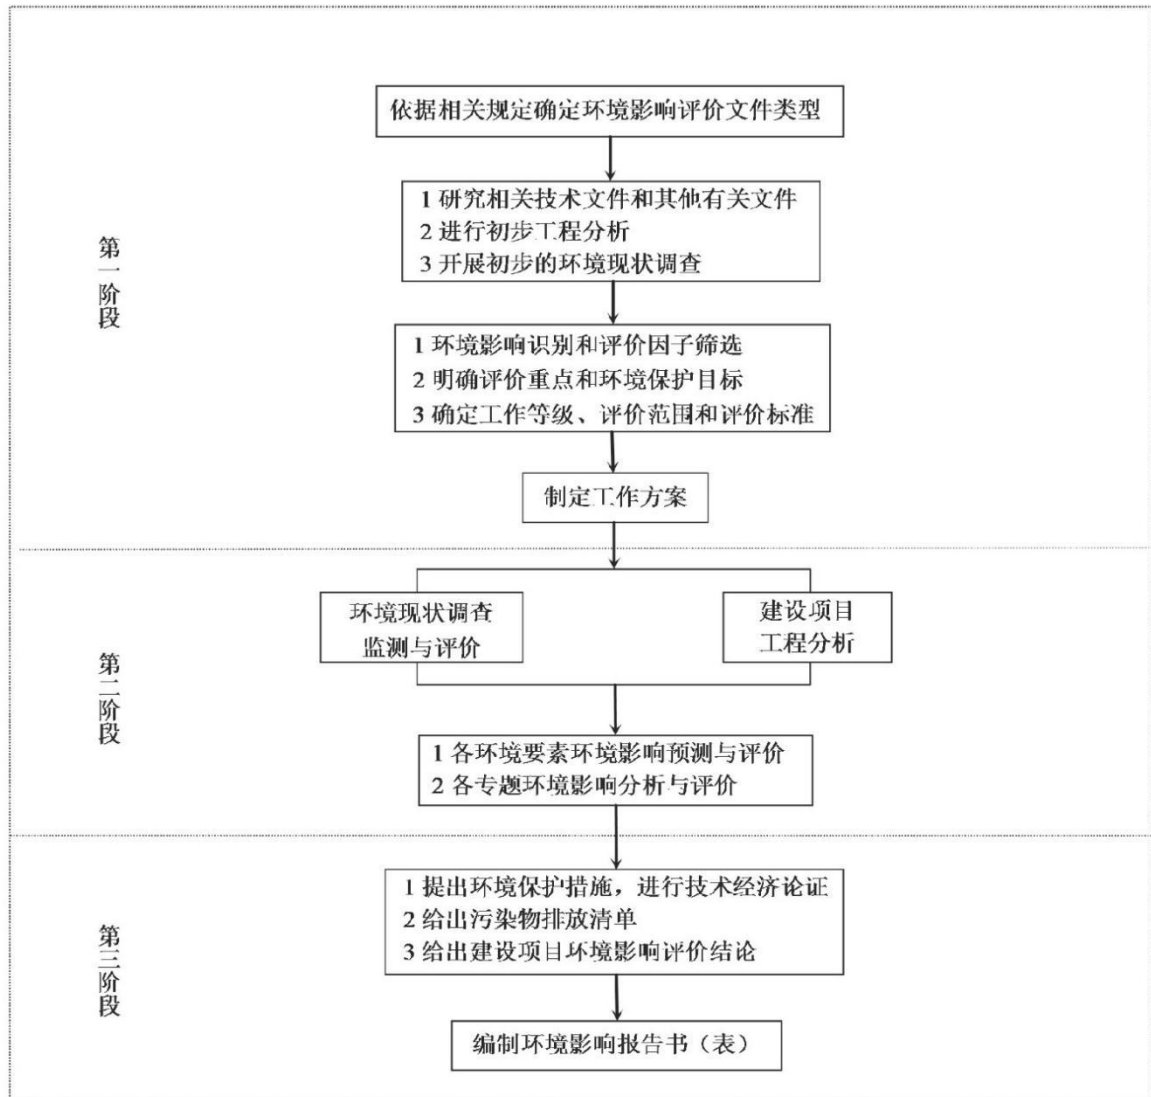 依据相关规定确定环境影响评价文件类型
第一阶段
1 研究相关技术文件和其他有关文件
2 进行初步工程分析
3 开展初步的环境现状调查
1 环境影响识别和评价因子筛选
2 明确评价重点和环境保护目标
3 确定工作等级、评价范围和评价标准
制定工作方案
第二阶段
环境现状调查
监测与评价
建设项目
工程分析
1 各环境要素环境影响预测与评价
2 各专题环境影响分析与评价
第三阶段
1 提出环境保护措施，进行技术经济论证
2 给出污染物排放清单
3 给出建设项目环境影响评价结论
编制环境影响报告书（表）